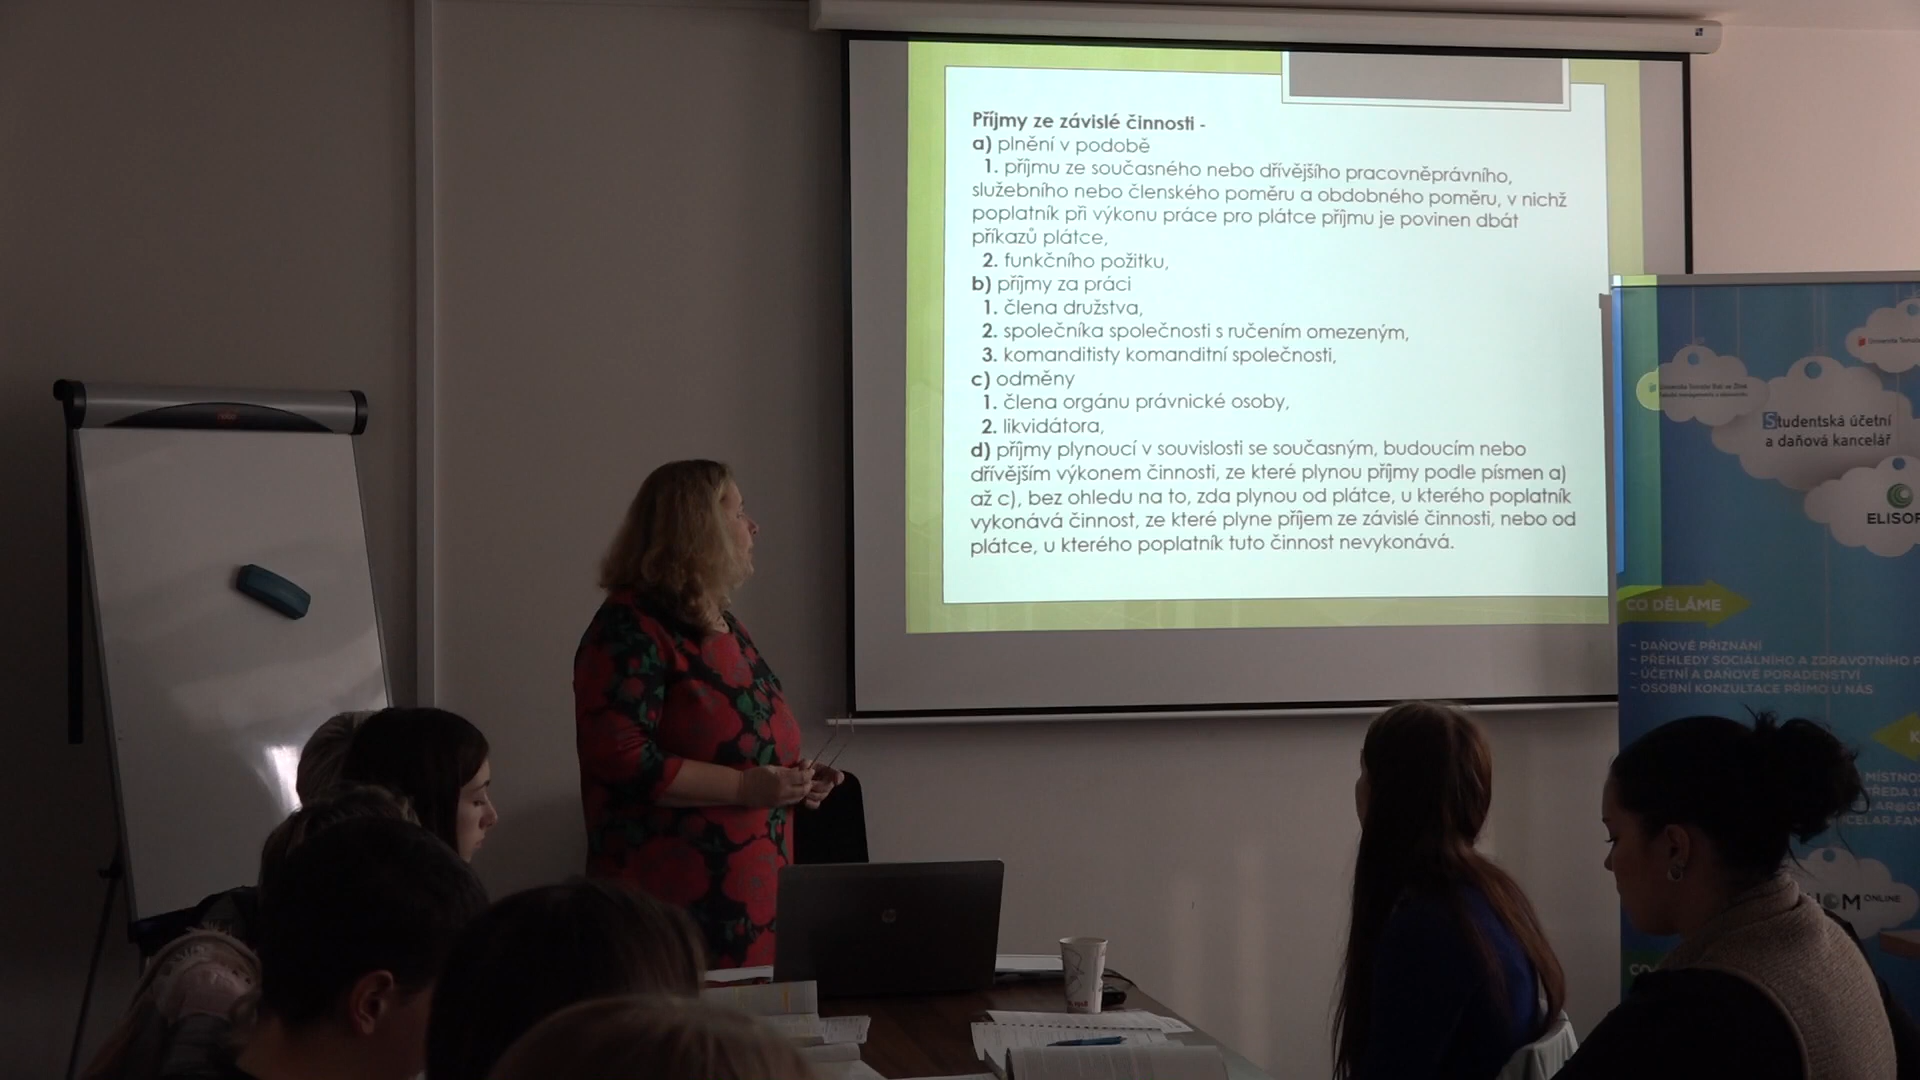 Příjmy ze závislé činnosti -
a) plnění v podobě
1. příjmu ze současného nebo dřívějšího pracovněprávního,
služebního nebo členského poměru a obdobného poměru, v nichž
poplatník při výkonu práce pro plátce příjmu je povinen dbát
příkazů plátce,
2. funkčního požitku,
b) příjmy za práci
1. člena družstva,
2. společníka společnosti s ručením omezeným,
3. komanditisty komanditní společnosti,
c) odměny
1. člena orgánu právnické osoby,
2. likvidátora,
d) příjmy plynoucí v souvislosti se současným, budoucím nebo
dřívějším výkonem činnosti, ze které plynou příjmy podle písmen a)
až c), bez ohledu na to, zda plynou od plátce, u kterého poplatník
vykonává činnost, ze které plyne příjem ze závislé činnosti, nebo od
plátce, u kterého poplatník tuto činnost nevykonává.
Studentská účetní
a daňová kancelář
CO DĚLÁME
~ DAŇOVÉ PŘIZNÁNÍ
~ PŘEHLEDY SOCIÁLNÍHO A ZDRAVOTNÍHO
~ ÚČETNÍ A DAŇOVÉ PORADENSTVÍ
~ OSOBNÍ KONZULTACE PŘÍMO U NÁS
ONLINE